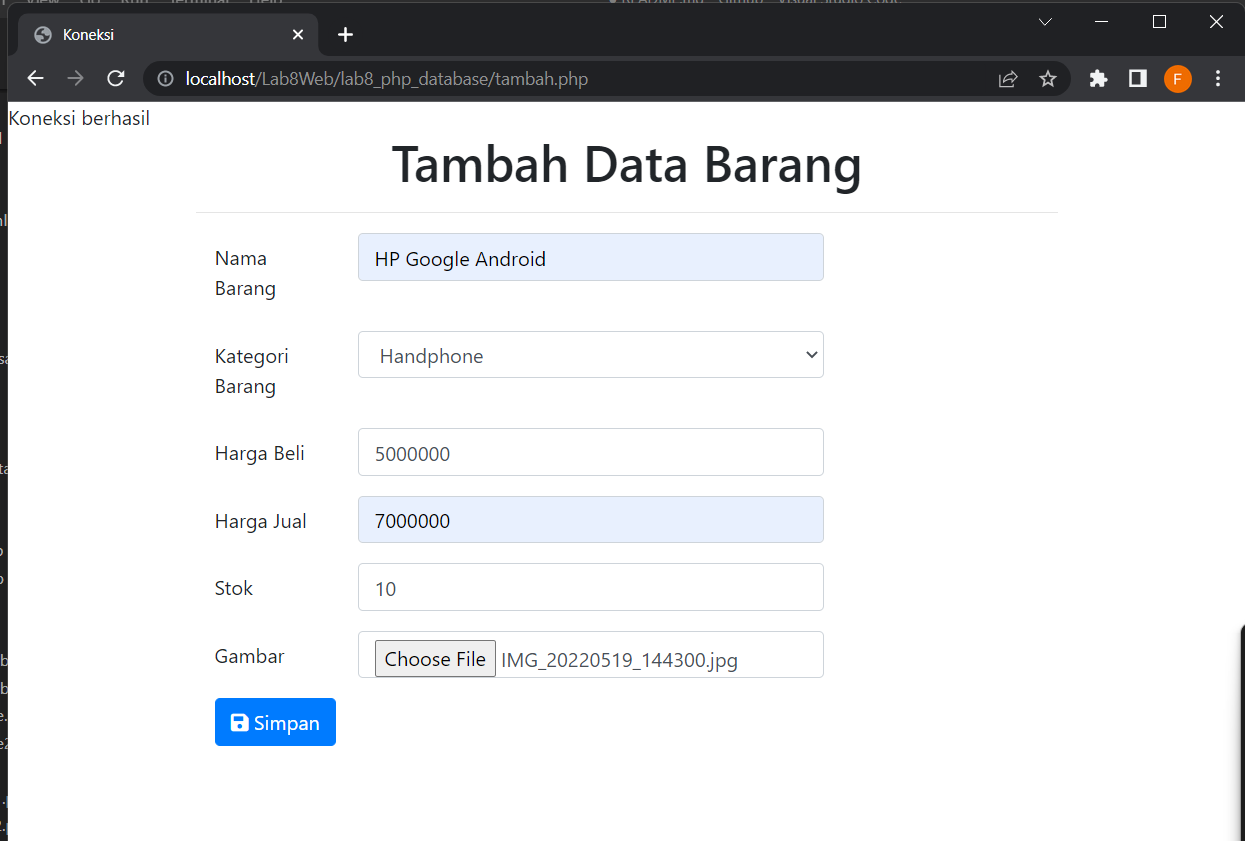 Koneksi
localhost/Lab8Web/lab8_php_database/tambah.php
F
Koneksi berhasil
Tambah Data Barang
Nama
Barang
HP Google Android
Kategori
Barang
Handphone
Harga Beli
5000000
Harga Jual
7000000
Stok
10
Gambar
Choose File IMG_20220519_144300.jpg
Simpan